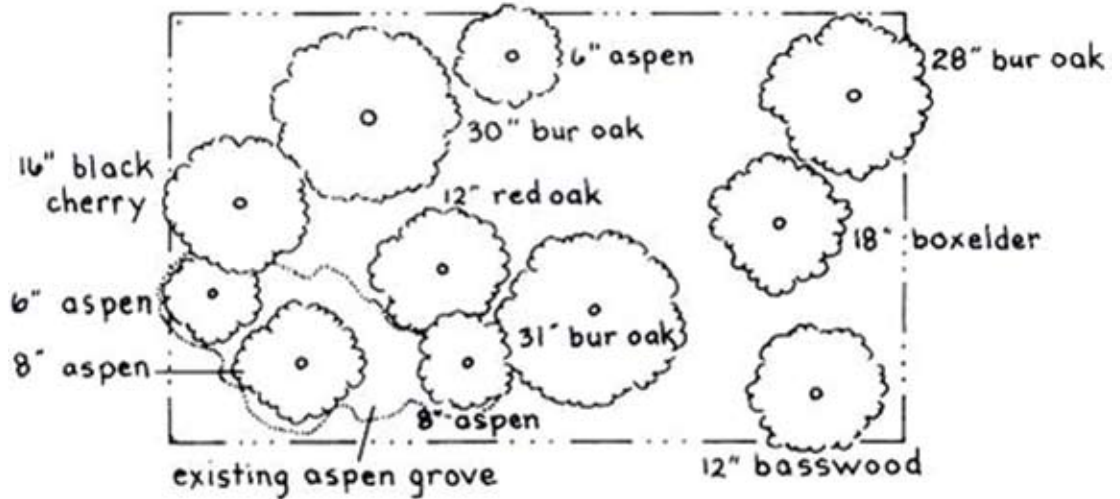 6" aspen
28" bur oak
30" bur oak
16" black
cherry
12" red oak
18" boxelder
6" aspen
31" bur oak
8" aspen
8" aspen
existing aspen grove
12" basswood